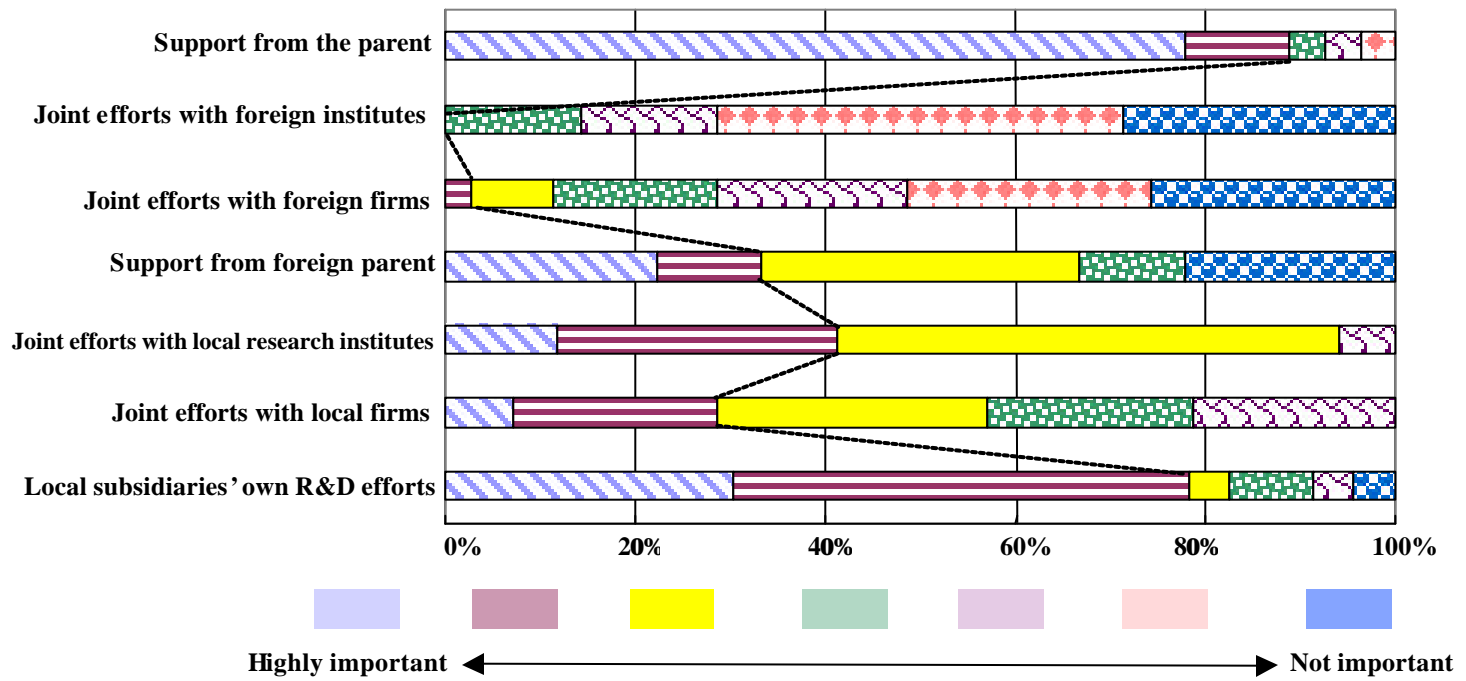 Support from the parent
Joint efforts with foreign institutes
Joint efforts with foreign firms
Support from foreign parent
Joint efforts with local research institutes
Joint efforts with local firms
Local subsidiaries’ own R&D efforts
0% 20% 40% 60% 80% 100%
Highly important Not important